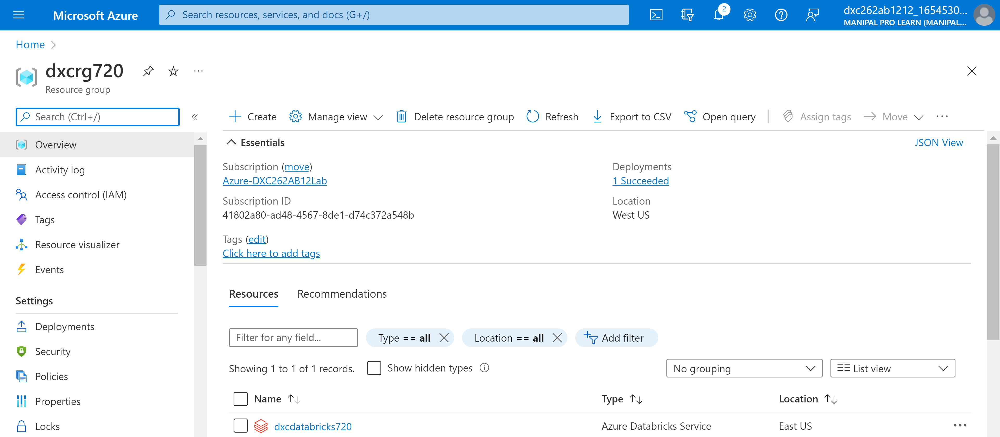 Microsoft Azure
Search resources, services, and docs (G+/)
2
dxc262ab1212_1654530...
MANIPAL PRO LEARN (MANIPAL...
Home
dxcrg720
Resource group
Search (Ctrl+/)
Create
Manage view
Delete resource group
Refresh
Export to CSV
Open query
Assign tags
Move
Overview
Activity log
Access control (IAM)
Tags
Resource visualizer
Events
Settings
Deployments
Security
Policies
Properties
Locks
Essentials
JSON View
Subscription (move)
Azure-DXC262AB12Lab
Subscription ID
41802a80-ad48-4567-8de1-d74c372a548b
Tags (edit)
Click here to add tags
Deployments
1 Succeeded
Location
West US
Resources
Recommendations
Filter for any field...
Type == all
Location == all
Add filter
Showing 1 to 1 of 1 records.
Show hidden types
No grouping
List view
Name
Type
Location
dxcdatabricks720
Azure Databricks Service
East US